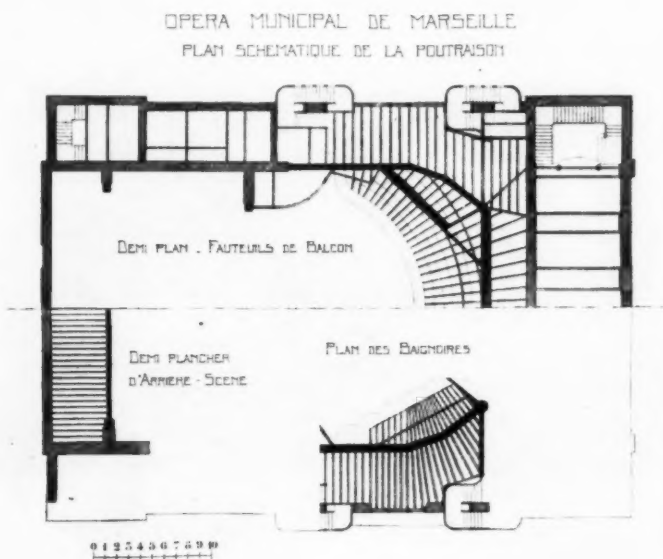 OPERA MUNICIPAL DE MARSEILLE
PLAN SCHEMATIQUE DE LA POUTRAISON
DEMI PLAN - FAUTEUILS DE BALCON
DEMI PLANCHER
D'ARRIÈRE-SCENE
PLAN DES BAIGNOIRES
0 1 2 3 4 5 6 7 8 9 10